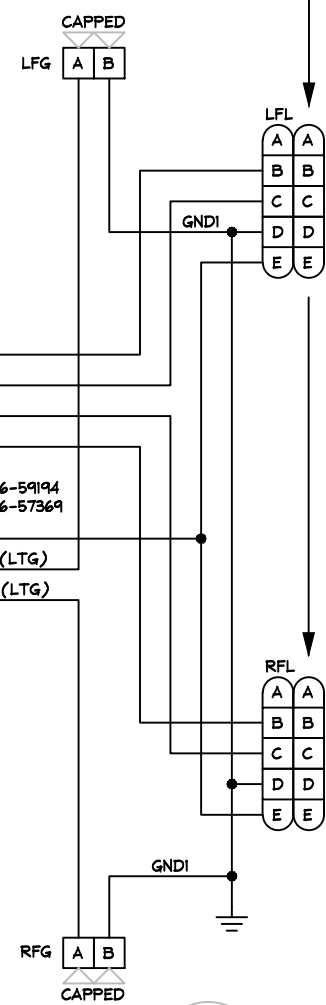 CAPPED
LFG A B
LFL
A A
B B
C C
GND1
D D
E E
6-59194
6-57369
(LTG)
(LTG)
RFL
A A
B B
C C
D D
E E
GND1
RFG A B
CAPPED